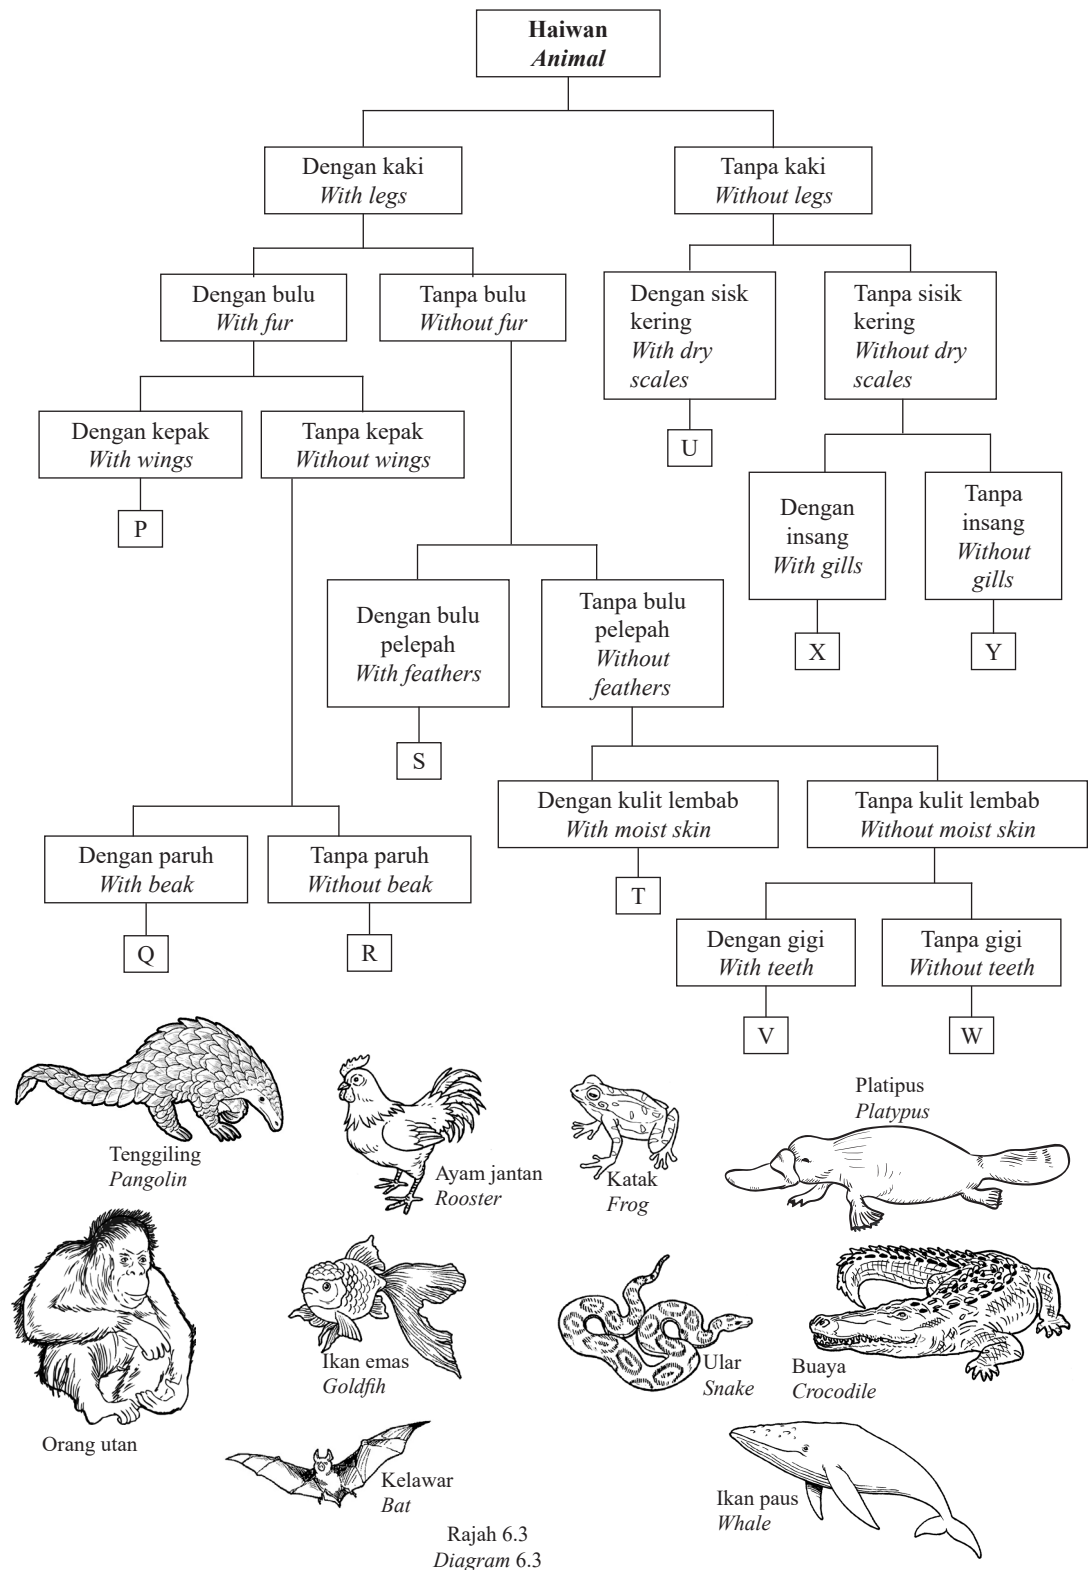 Haiwan
Animal
Dengan kaki
With legs
Tanpa kaki
Without legs
Dengan bulu
With fur
Tanpa bulu
Without fur
Dengan sisk
kering
With dry
scales
Tanpa sisik
kering
Without dry
scales
Dengan kepak
With wings
Tanpa kepak
Without wings
U
P
Dengan
insang
With gills
Tanpa
insang
Without
gills
Dengan bulu
pelepah
With feathers
Tanpa bulu
pelepah
Without
feathers
X
Y
S
Dengan kulit lembab
With moist skin
Tanpa kulit lembab
Without moist skin
Dengan paruh
With beak
Tanpa paruh
Without beak
T
Q
R
Dengan gigi
With teeth
Tanpa gigi
Without teeth
V
W
Tenggiling
Pangolin
Ayam jantan
Rooster
Katak
Frog
Platipus
Platypus
Orang utan
Ikan emas
Goldfih
Ular
Snake
Buaya
Crocodile
Kelawar
Bat
Ikan paus
Whale
Rajah 6.3
Diagram 6.3